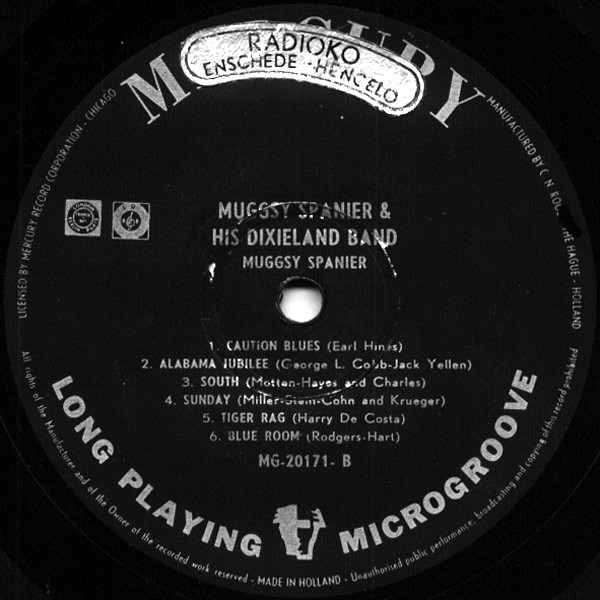 MERCURY
RADIOKO
ENSCHEDE - HENGELO
LICENSED BY MERCURY RECORD CORPORATION - CHICAGO
MANUFACTURED BY C. N. THE HAGUE - HOLLAND
MUGGSY SPANIER &
HIS DIXIELAND BAND
MUGGSY SPANIER
1. CAUTION BLUES (Earl Hines)
2. ALABAMA JUBILEE (George L. Cobb-Jack Yellen)
3. SOUTH (Motten-Hayes and Charles)
4. SUNDAY (Miller-Stein-Cohn and Krueger)
5. TIGER RAG (Harry De Costa)
6. BLUE ROOM (Rodgers-Hart)
MG-20171- B
LONG PLAYING MICROGROOVE
All rights of the Manufacturer and of the Owner of the recorded work reserved - MADE IN HOLLAND - Unauthorised public performance, broadcasting and copying of this record prohibited